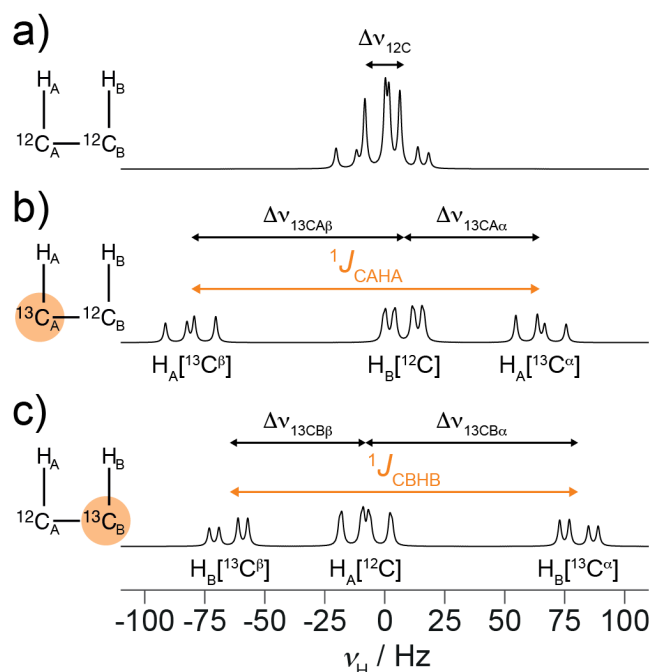 a)
Δν12C
HA HB
12CA 12CB
b)
Δν13CAβ Δν13CAα
1JCAHA
HA HB
13CA 12CB
HA[13Cβ] HB[12C] HA[13Cα]
c)
Δν13CBβ Δν13CBα
1JCBHB
HA HB
12CA 13CB
HB[13Cβ] HA[12C] HB[13Cα]
-100 -75 -50 -25 0 25 50 75 100
νH / Hz